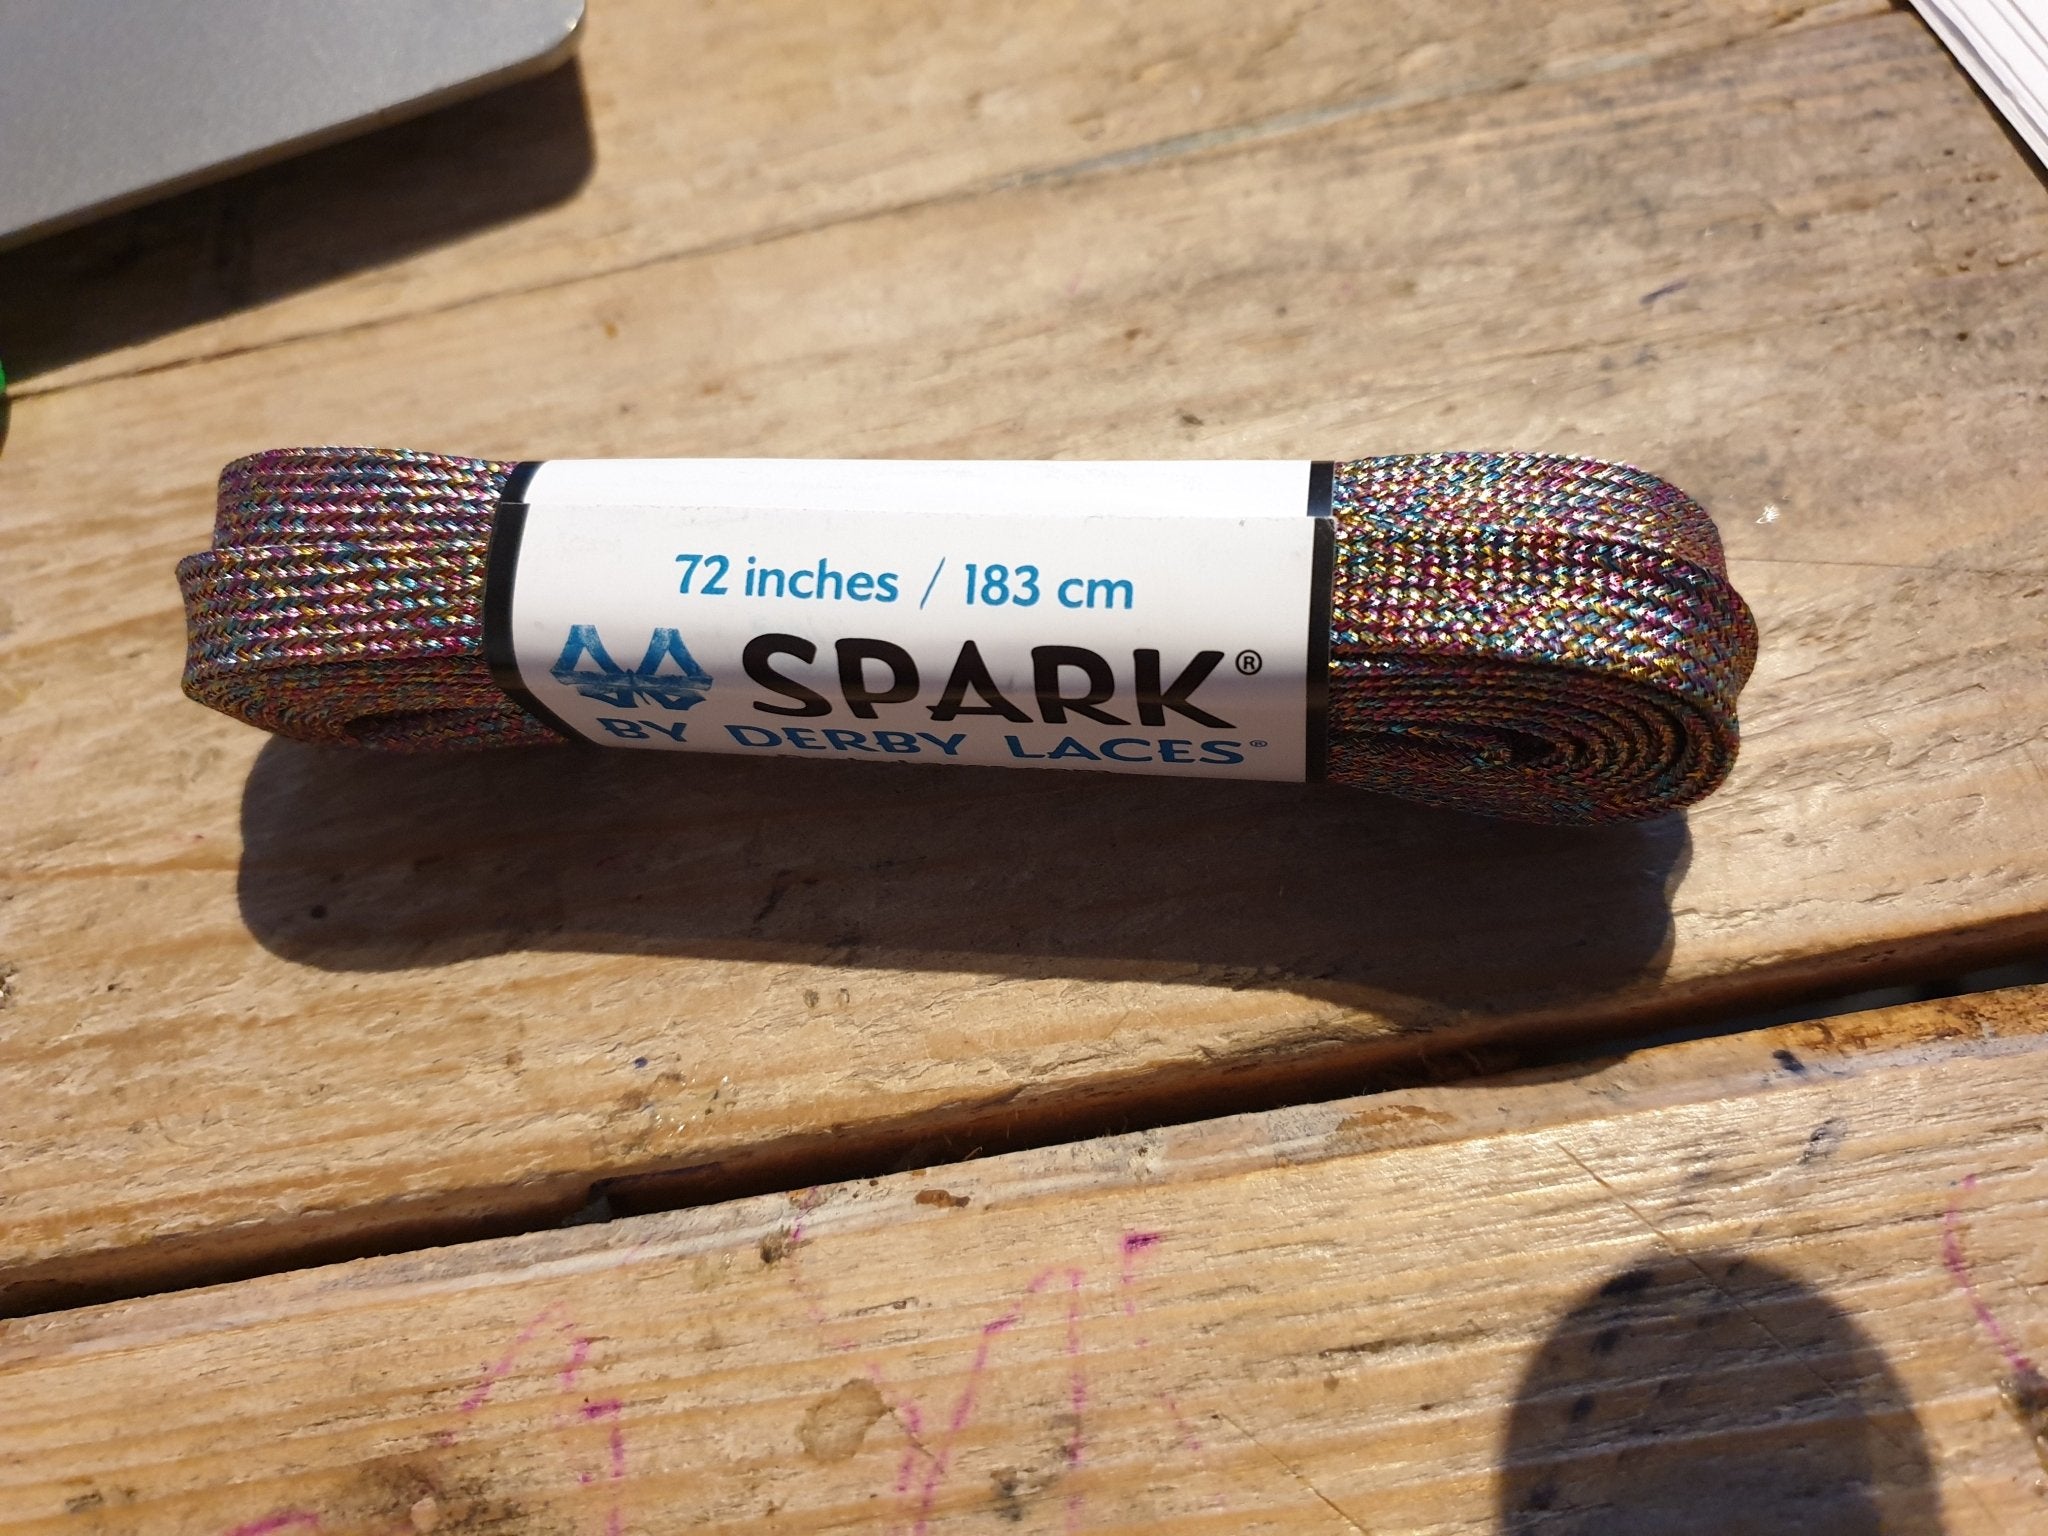 72 inches / 183 cm
SPARK®
BY DERBY LACES®